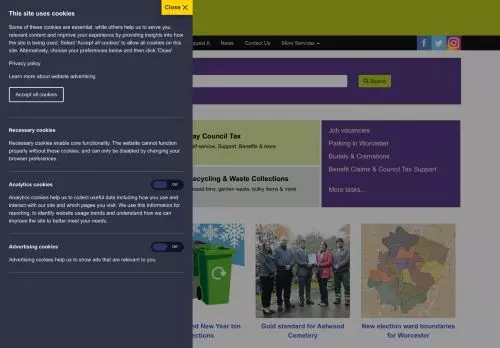 This site uses cookies
Close ✕
Some of these cookies are essential, while others help us to serve you relevant content and improve your experience by providing insights into how the site is being used. Select 'Accept all cookies' to allow all cookies on this site. Alternatively, choose your preferences below and then click 'Close'
Privacy policy
Learn more about website advertising
Accept all cookies
Necessary cookies
Necessary cookies enable core functionality. The website cannot function properly without these cookies, and can only be disabled by changing your browser preferences.
Analytics cookies
Off
Analytics cookies help us to collect useful data including how you use and interact with our site and which pages you visit. We use this information for reporting, to identify website usage trends and understand how we can improve the site to better meet your needs.
Advertising cookies
Off
Advertising cookies help us to show ads that are relevant to you.
quest It
News
Contact Us
More Services
Search
ay Council Tax
elf-service, Support, Benefits & more
ecycling & Waste Collections
issed bins, garden waste, bulky items & more
Job vacancies
Parking in Worcester
Burials & Cremations
Benefit Claims & Council Tax Support
More tasks..
nd New Year bin
ections
Gold standard for Astwood
Cemetery
New election ward boundaries
for Worcester